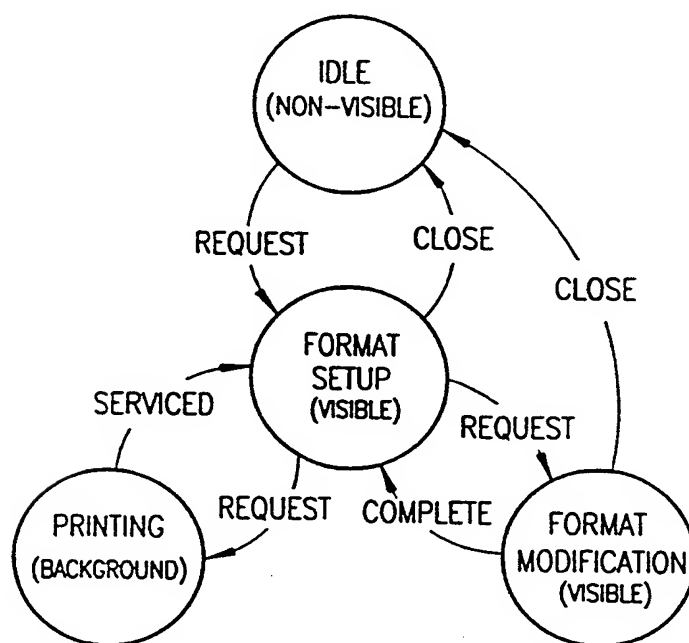 IDLE
(NON-VISIBLE)
REQUEST
CLOSE
CLOSE
FORMAT
SETUP
(VISIBLE)
SERVICED
REQUEST
REQUEST
COMPLETE
PRINTING
(BACKGROUND)
FORMAT
MODIFICATION
(VISIBLE)